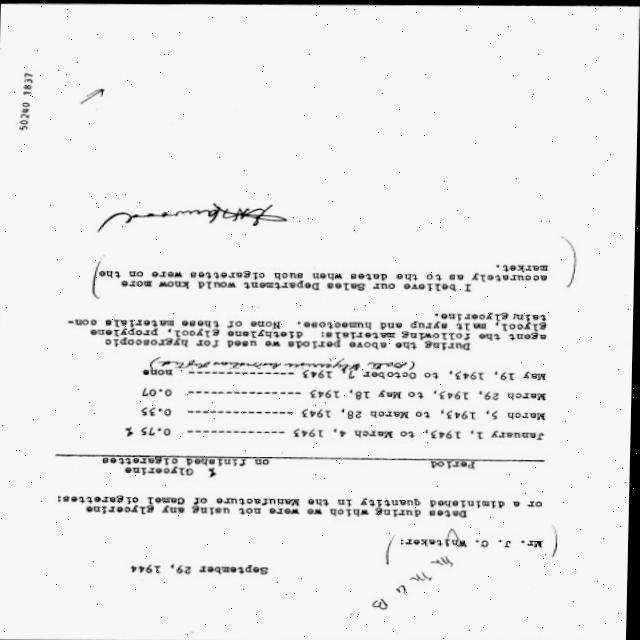 September 29, 1944
Mr. J. C. Whitaker:
Dates during which we were not using any glycerine
or a diminished quantity in the Manufacture of Camel cigarettes:
Period % Glycerine
on finished cigarettes
January 1, 1943, to March 4, 1943 --------------- 0.75 %
March 5, 1943, to March 28, 1943 ---------------- 0.35
March 29, 1943, to May 18, 1943 ----------------- 0.07
May 19, 1943, to October 7, 1943 ---------------- none
During the above periods we used for hygroscopic
agent the following materials: diethylene glycol, propylene
glycol, malt syrup and humectose. None of these materials con-
tain glycerine.
I believe our Sales Department would know more
accurately as to the dates when such cigarettes were on the
market.
50240 1837